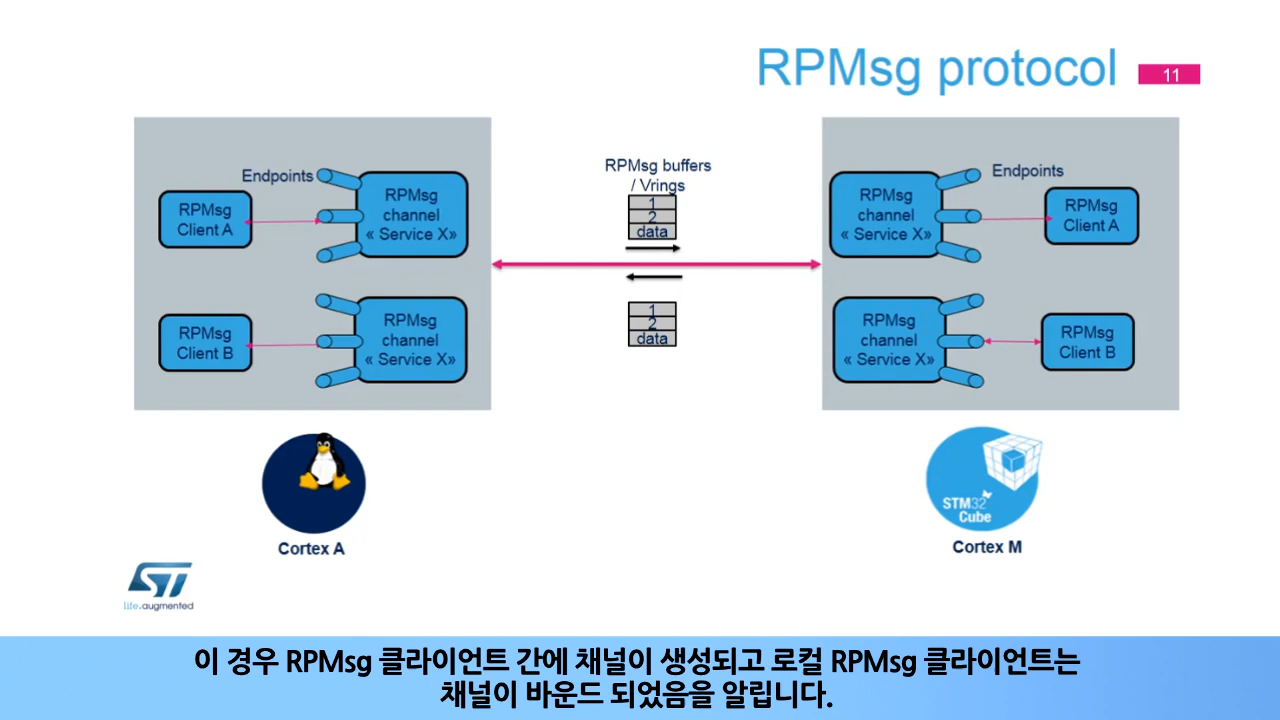 RPMsg protocol
11
Endpoints
RPMsg
Client A
RPMsg
channel
« Service X»
RPMsg
Client B
RPMsg
channel
« Service X»
RPMsg buffers
/ Vrings
1
2
data
1
2
data
RPMsg
channel
« Service X»
Endpoints
RPMsg
Client A
RPMsg
channel
« Service X»
RPMsg
Client B
Cortex A
STM32
Cube
Cortex M
ST
life.augmented
이 경우 RPMsg 클라이언트 간에 채널이 생성되고 로컬 RPMsg 클라이언트는
채널이 바운드 되었음을 알립니다.